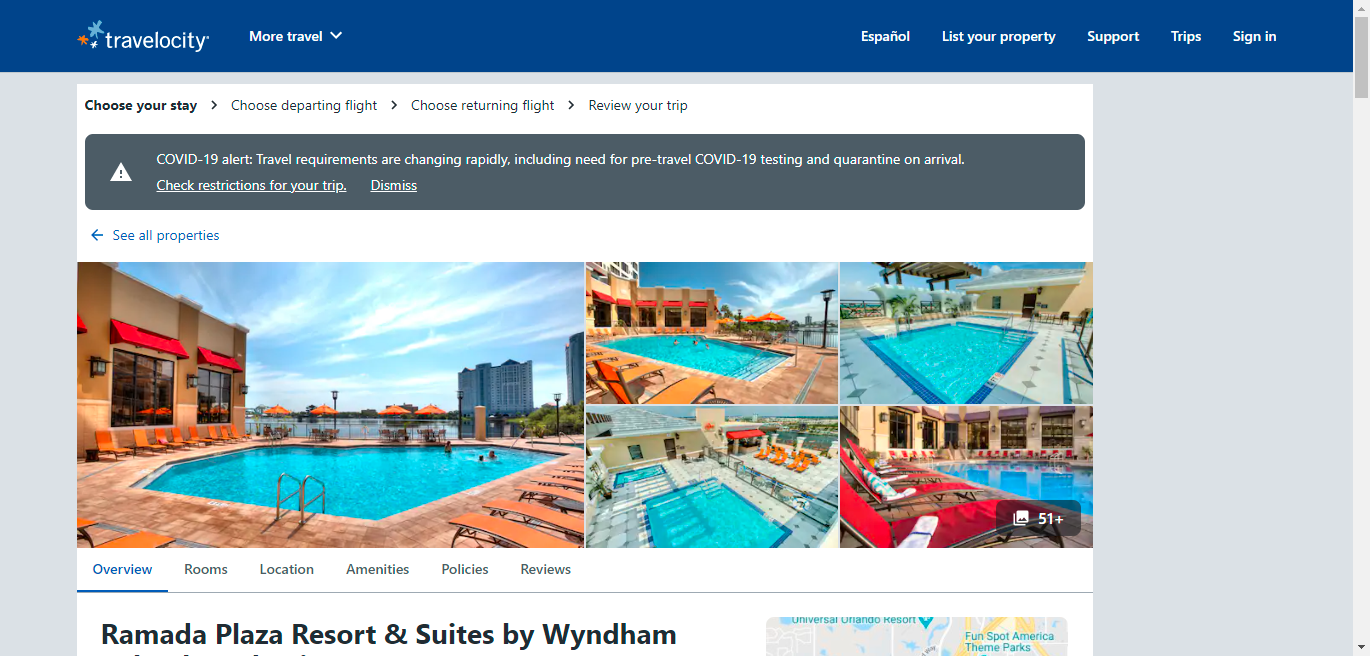 travelocity
More travel
Español
List your property
Support
Trips
Sign in
Choose your stay
Choose departing flight
Choose returning flight
Review your trip
COVID-19 alert: Travel requirements are changing rapidly, including need for pre-travel COVID-19 testing and quarantine on arrival.
Check restrictions for your trip.
Dismiss
See all properties
51+
Overview
Rooms
Location
Amenities
Policies
Reviews
Ramada Plaza Resort & Suites by Wyndham
Universal Orlando Resort
Fun Spot America
Theme Parks